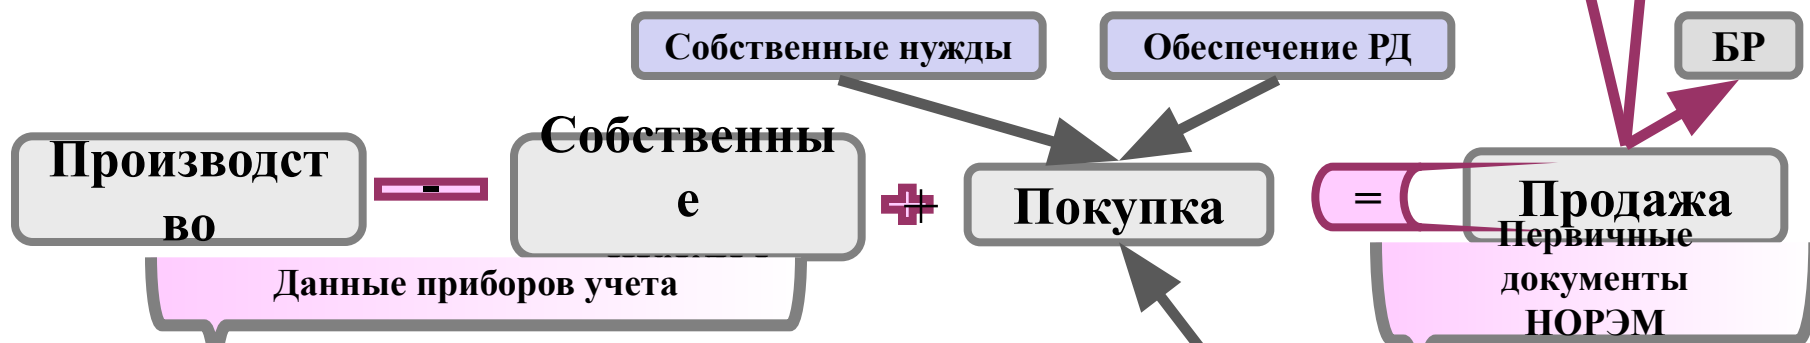 Собственные нужды
Обеспечение РД
БР
Производст
во
-
Собственны
е
+
Покупка
=
Продажа
Данные приборов учета
Первичные
документы
НОРЭМ